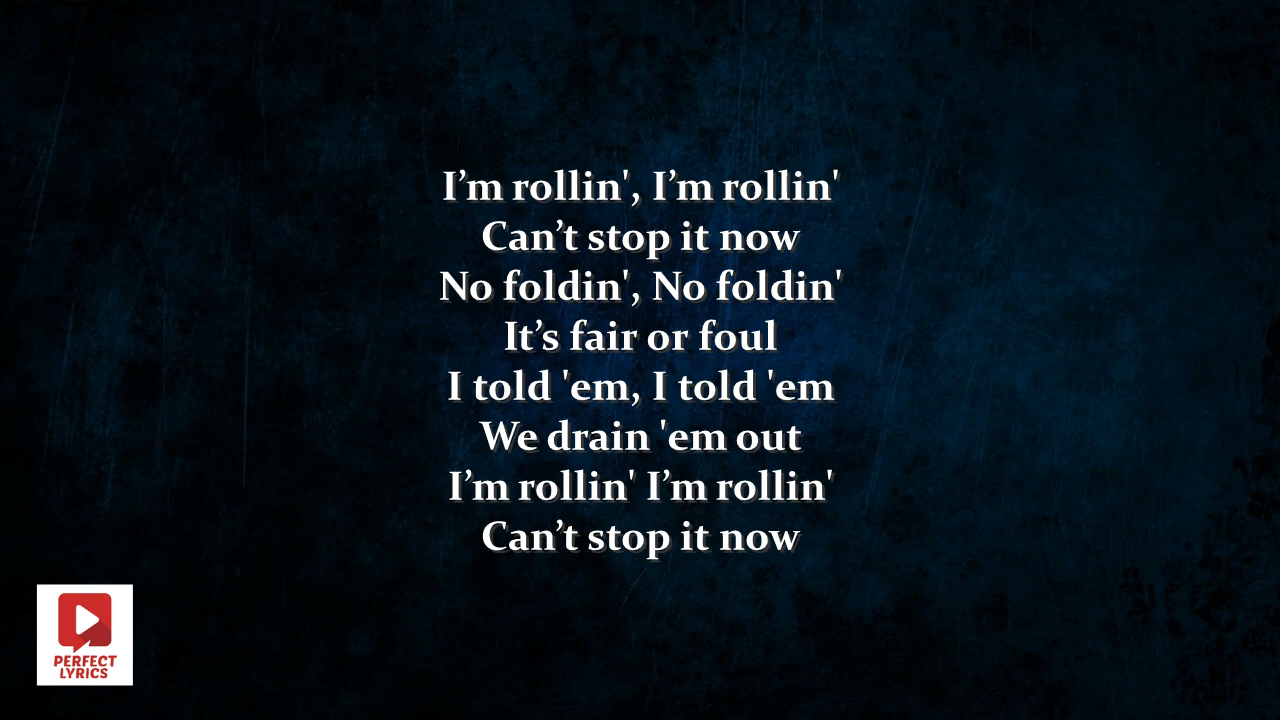 I’m rollin', I’m rollin'
Can’t stop it now
No foldin', No foldin'
It’s fair or foul
I told 'em, I told 'em
We drain 'em out
I’m rollin' I’m rollin'
Can’t stop it now
PERFECT
LYRICS